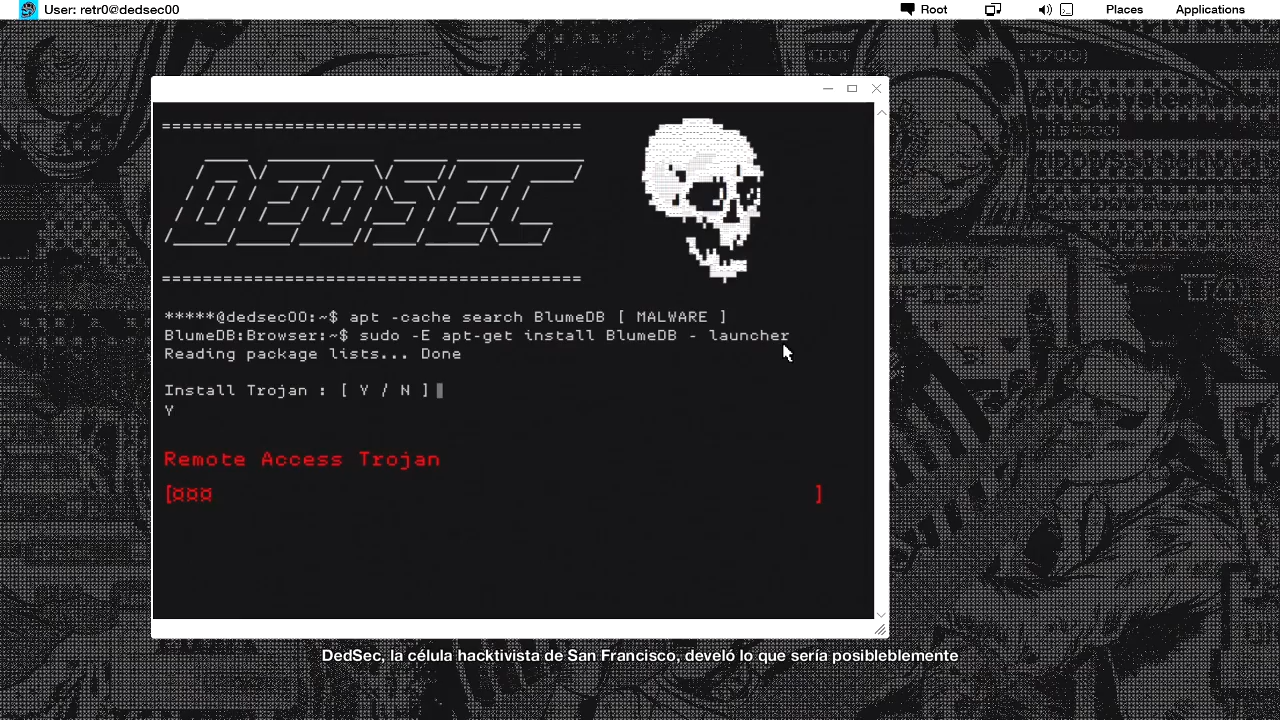 User: retr0@dedsec00
Root
Places
Applications
=========================================
DEDSEC
=========================================
*****@dedsec00:~$ apt -cache search BlumeDB [ MALWARE ]
BlumeDB:Browser:~$ sudo -E apt-get install BlumeDB - launcher
Reading package lists... Done
Install Trojan : [ Y / N ]
Y
Remote Access Trojan
[¤¤¤ ]
DedSec, la célula hacktivista de San Francisco, develó lo que sería posibleblemente